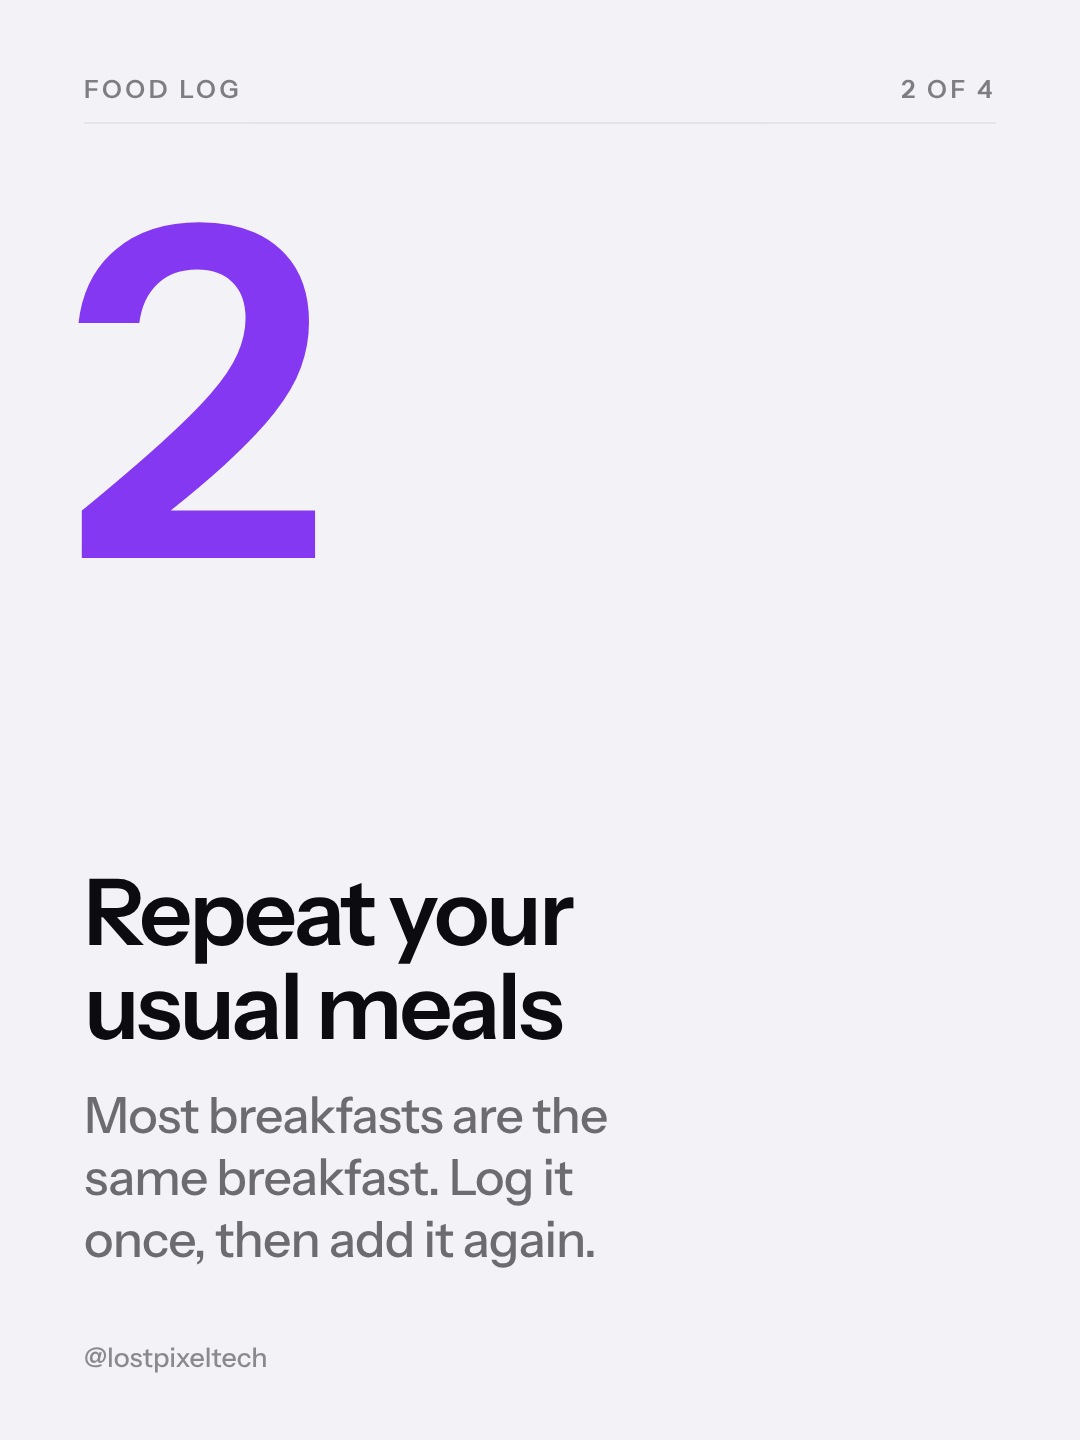 FOOD LOG
2 OF 4
2
Repeat your
usual meals
Most breakfasts are the
same breakfast. Log it
once, then add it again.
@lostpixeltech